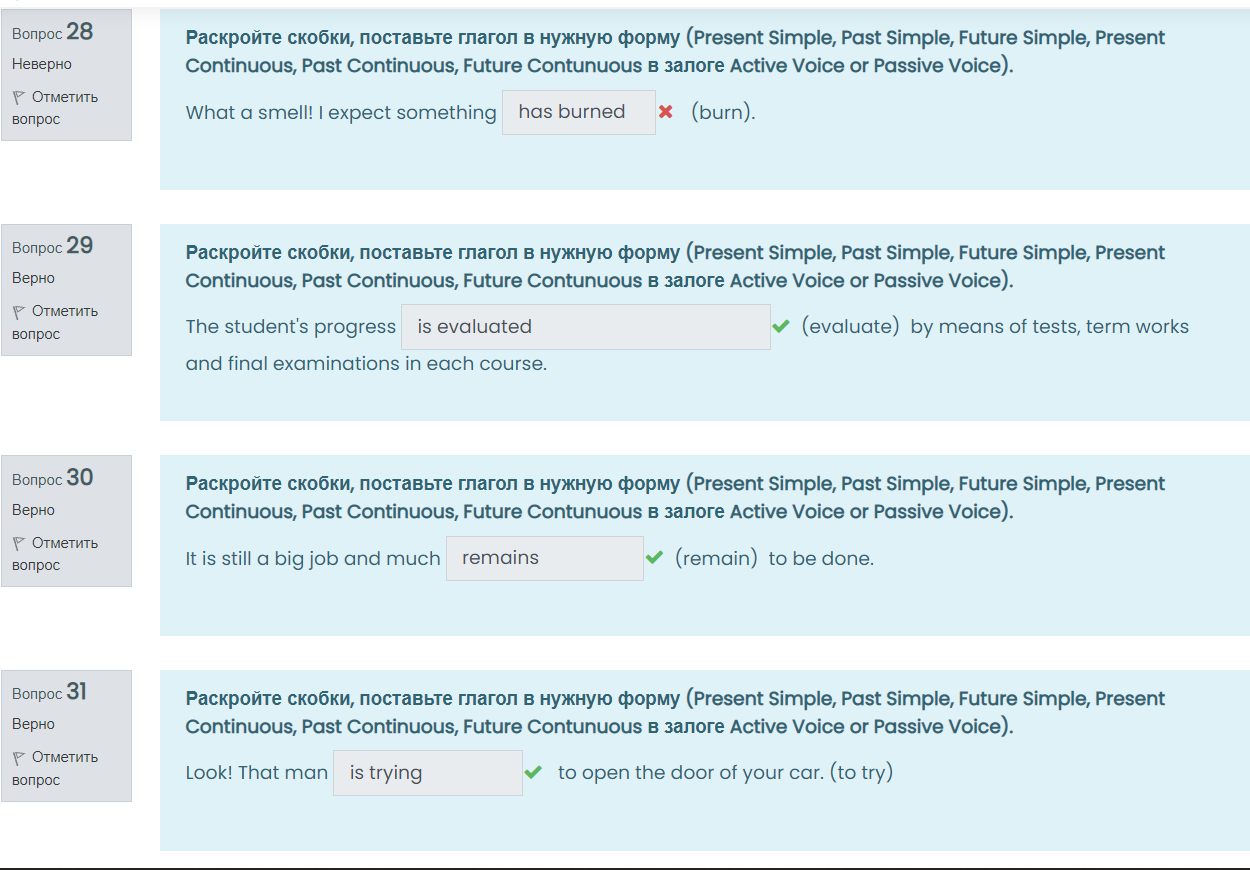 Вопрос 28
Неверно
Отметить
вопрос
Раскройте скобки, поставьте глагол в нужную форму (Present Simple, Past Simple, Future Simple, Present
Continuous, Past Continuous, Future Contunuous в залоге Active Voice or Passive Voice).
What a smell! I expect something has burned (burn).
Вопрос 29
Верно
Отметить
вопрос
Раскройте скобки, поставьте глагол в нужную форму (Present Simple, Past Simple, Future Simple, Present
Continuous, Past Continuous, Future Contunuous в залоге Active Voice or Passive Voice).
The student's progress is evaluated (evaluate) by means of tests, term works
and final examinations in each course.
Вопрос 30
Верно
Отметить
вопрос
Раскройте скобки, поставьте глагол в нужную форму (Present Simple, Past Simple, Future Simple, Present
Continuous, Past Continuous, Future Contunuous в залоге Active Voice or Passive Voice).
It is still a big job and much remains (remain) to be done.
Вопрос 31
Верно
Отметить
вопрос
Раскройте скобки, поставьте глагол в нужную форму (Present Simple, Past Simple, Future Simple, Present
Continuous, Past Continuous, Future Contunuous в залоге Active Voice or Passive Voice).
Look! That man is trying to open the door of your car. (to try)